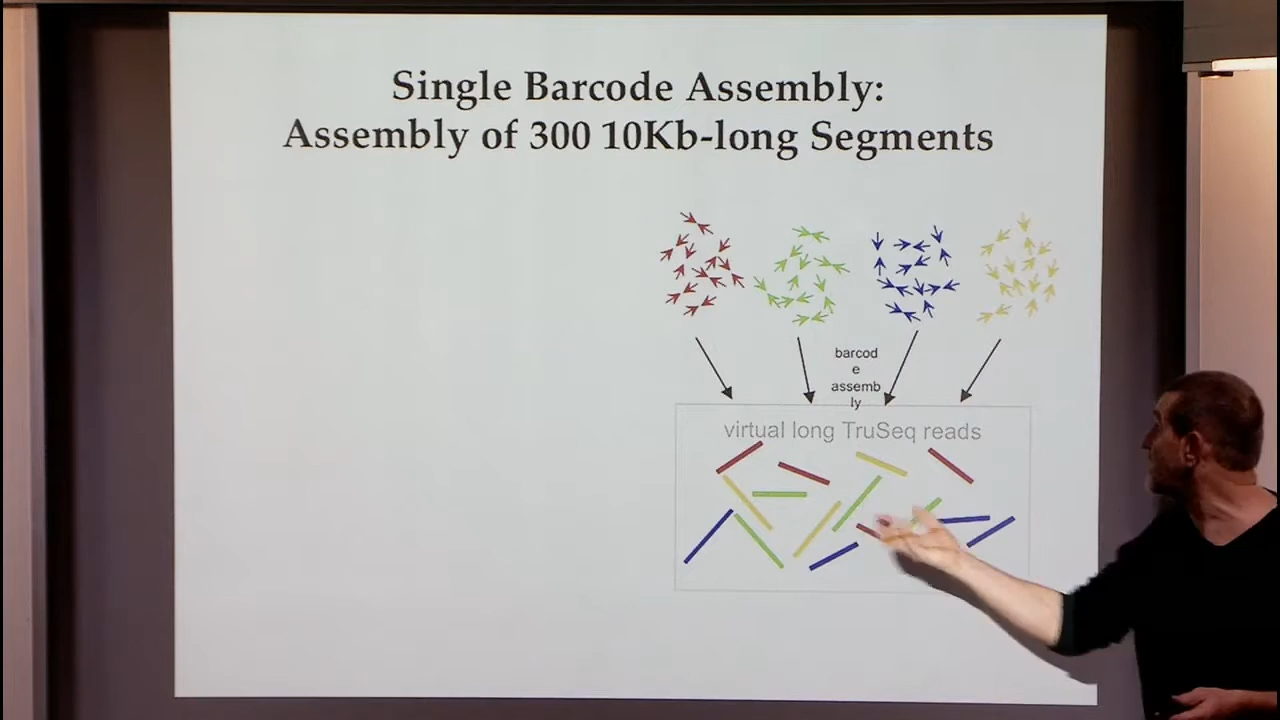 Single Barcode Assembly:
Assembly of 300 10Kb-long Segments
barcod
e
assemb
ly
virtual long TruSeq reads